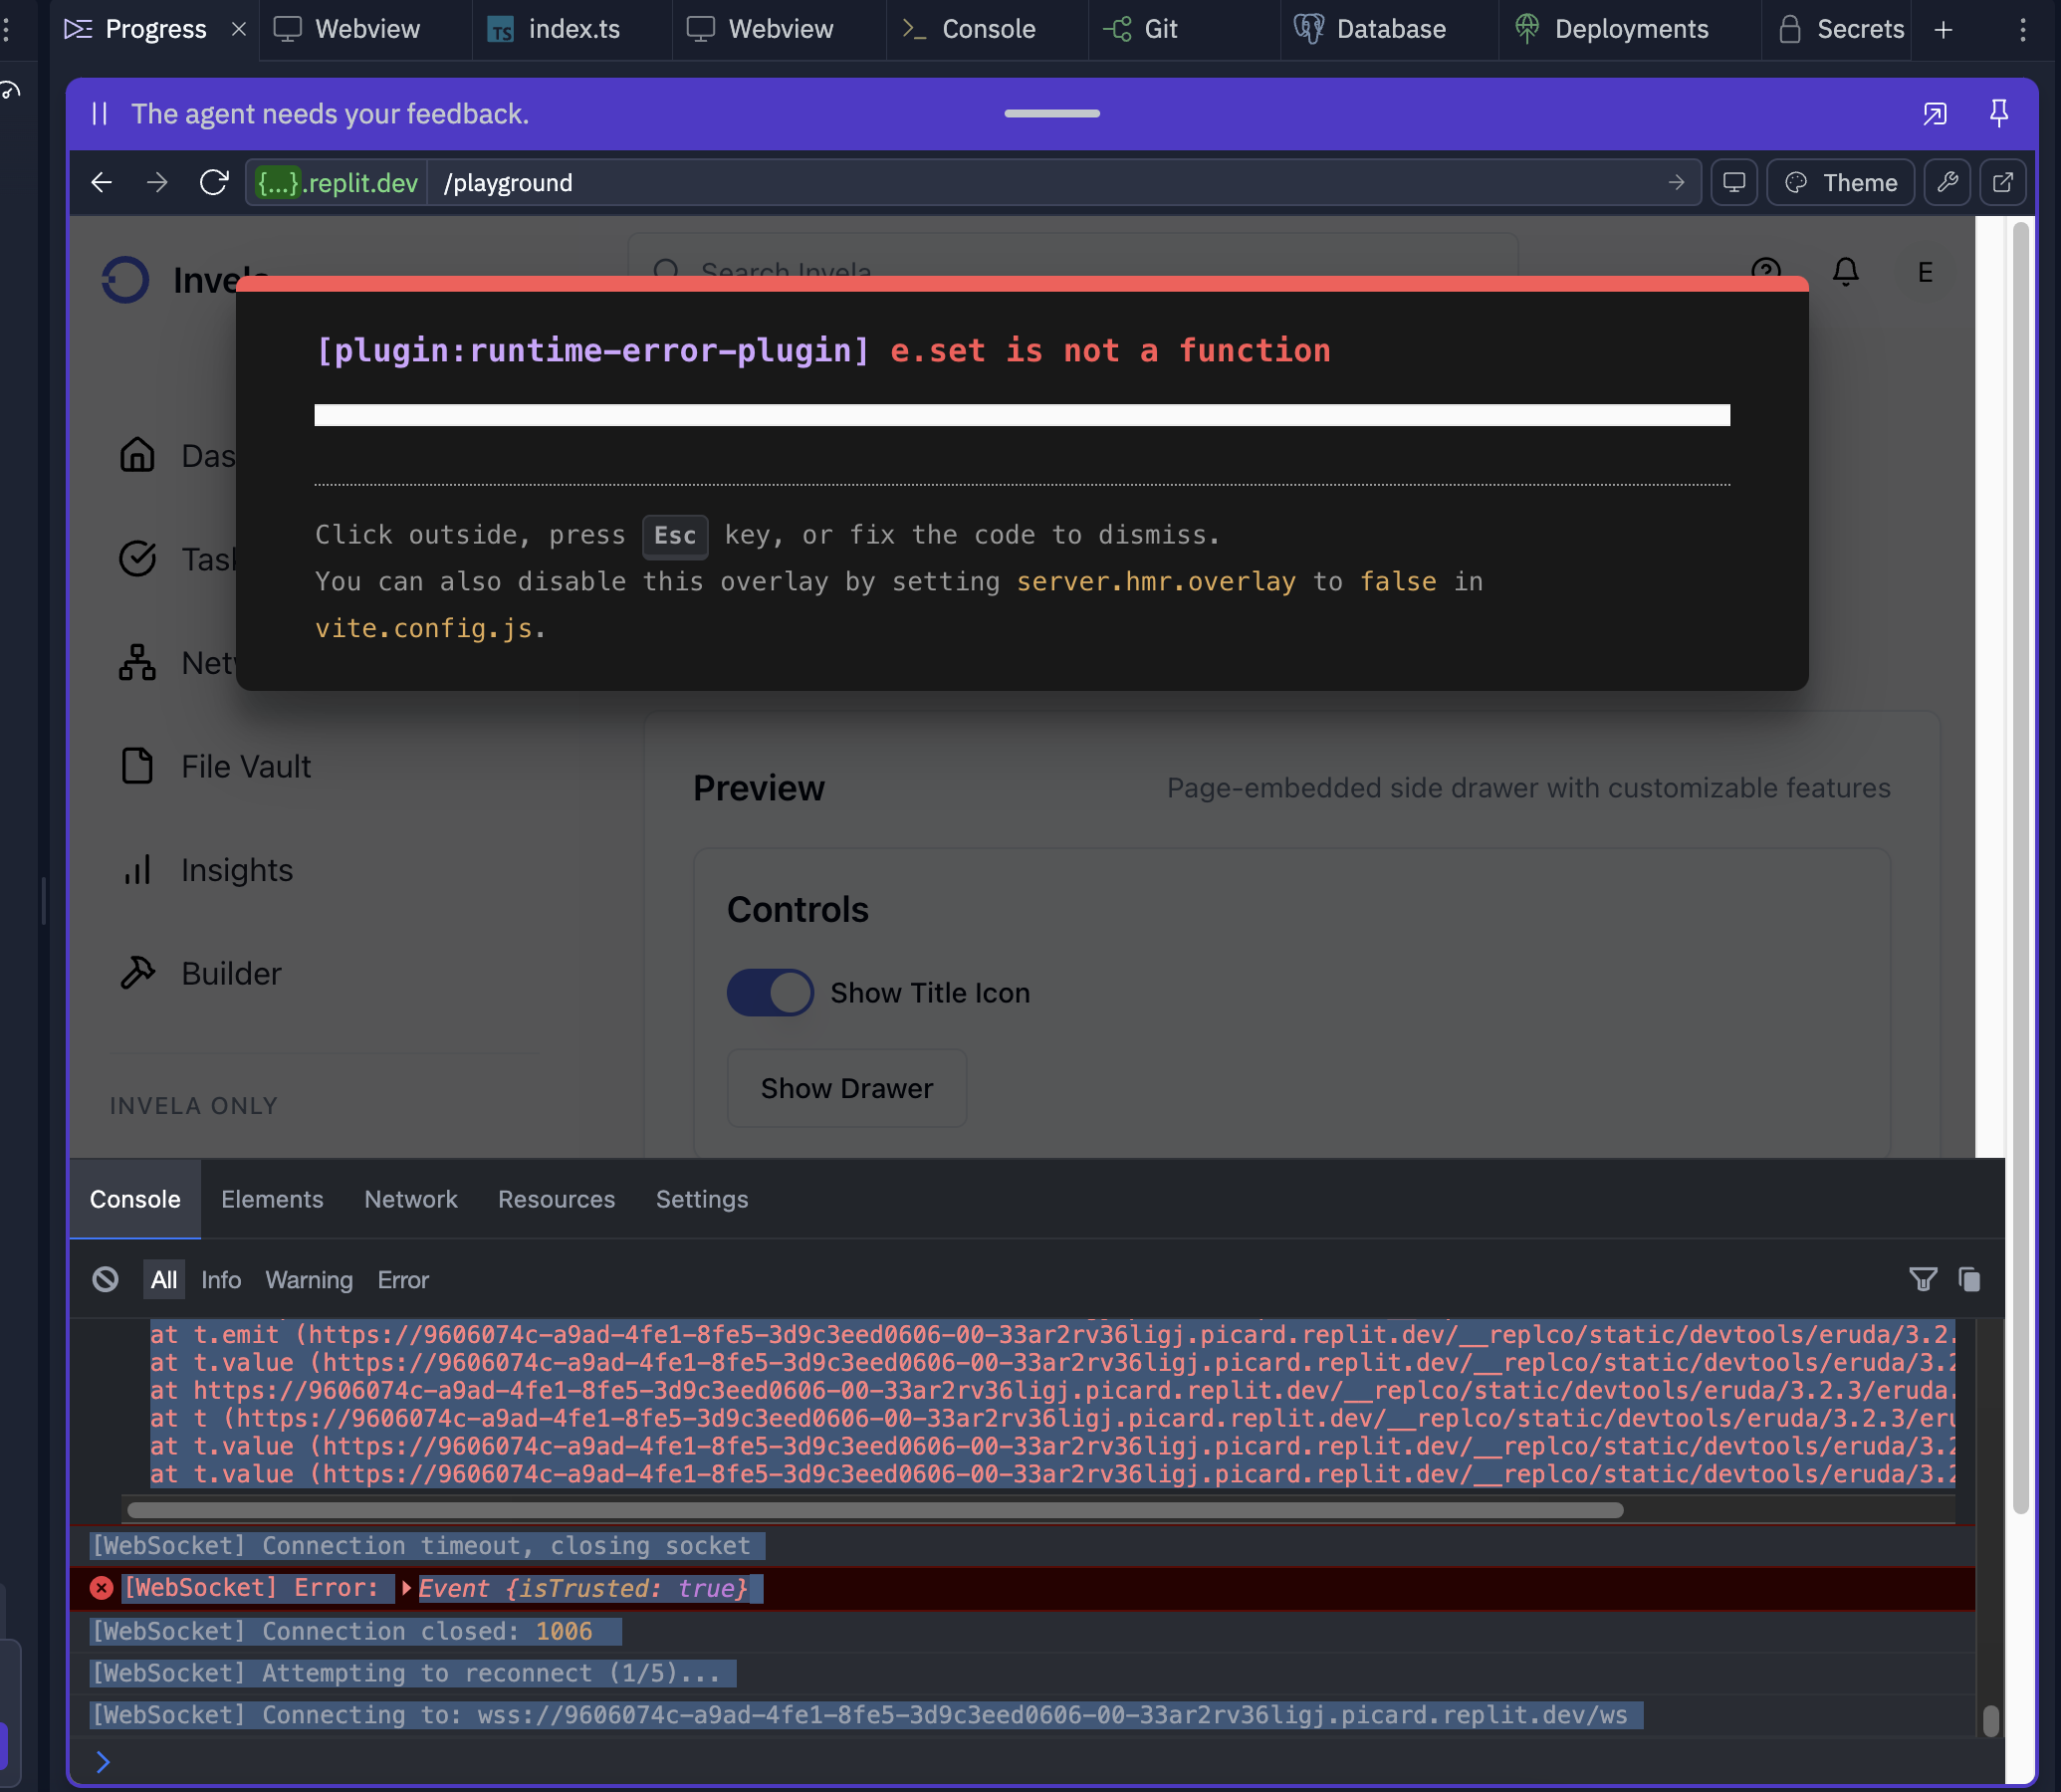 Progress
Webview
index.ts
Webview
Console
Git
Database
Deployments
Secrets
The agent needs your feedback.
{...}.replit.dev
/playground
Theme
Invela
Search Invela
E
[plugin:runtime-error-plugin] e.set is not a function
Click outside, press Esc key, or fix the code to dismiss.
You can also disable this overlay by setting server.hmr.overlay to false in
vite.config.js.
Das
Task
Netw
File Vault
Insights
Builder
INVELA ONLY
Preview
Page-embedded side drawer with customizable features
Controls
Show Title Icon
Show Drawer
Console
Elements
Network
Resources
Settings
All
Info
Warning
Error
at t.emit (https://9606074c-a9ad-4fe1-8fe5-3d9c3eed0606-00-33ar2rv36ligj.picard.replit.dev/__replco/static/devtools/eruda/3.2.
at t.value (https://9606074c-a9ad-4fe1-8fe5-3d9c3eed0606-00-33ar2rv36ligj.picard.replit.dev/__replco/static/devtools/eruda/3.2
at https://9606074c-a9ad-4fe1-8fe5-3d9c3eed0606-00-33ar2rv36ligj.picard.replit.dev/__replco/static/devtools/eruda/3.2.3/eruda.
at t (https://9606074c-a9ad-4fe1-8fe5-3d9c3eed0606-00-33ar2rv36ligj.picard.replit.dev/__replco/static/devtools/eruda/3.2.3/eru
at t.value (https://9606074c-a9ad-4fe1-8fe5-3d9c3eed0606-00-33ar2rv36ligj.picard.replit.dev/__replco/static/devtools/eruda/3.2
at t.value (https://9606074c-a9ad-4fe1-8fe5-3d9c3eed0606-00-33ar2rv36ligj.picard.replit.dev/__replco/static/devtools/eruda/3.2
[WebSocket] Connection timeout, closing socket
[WebSocket] Error: Event {isTrusted: true}
[WebSocket] Connection closed: 1006
[WebSocket] Attempting to reconnect (1/5)...
[WebSocket] Connecting to: wss://9606074c-a9ad-4fe1-8fe5-3d9c3eed0606-00-33ar2rv36ligj.picard.replit.dev/ws